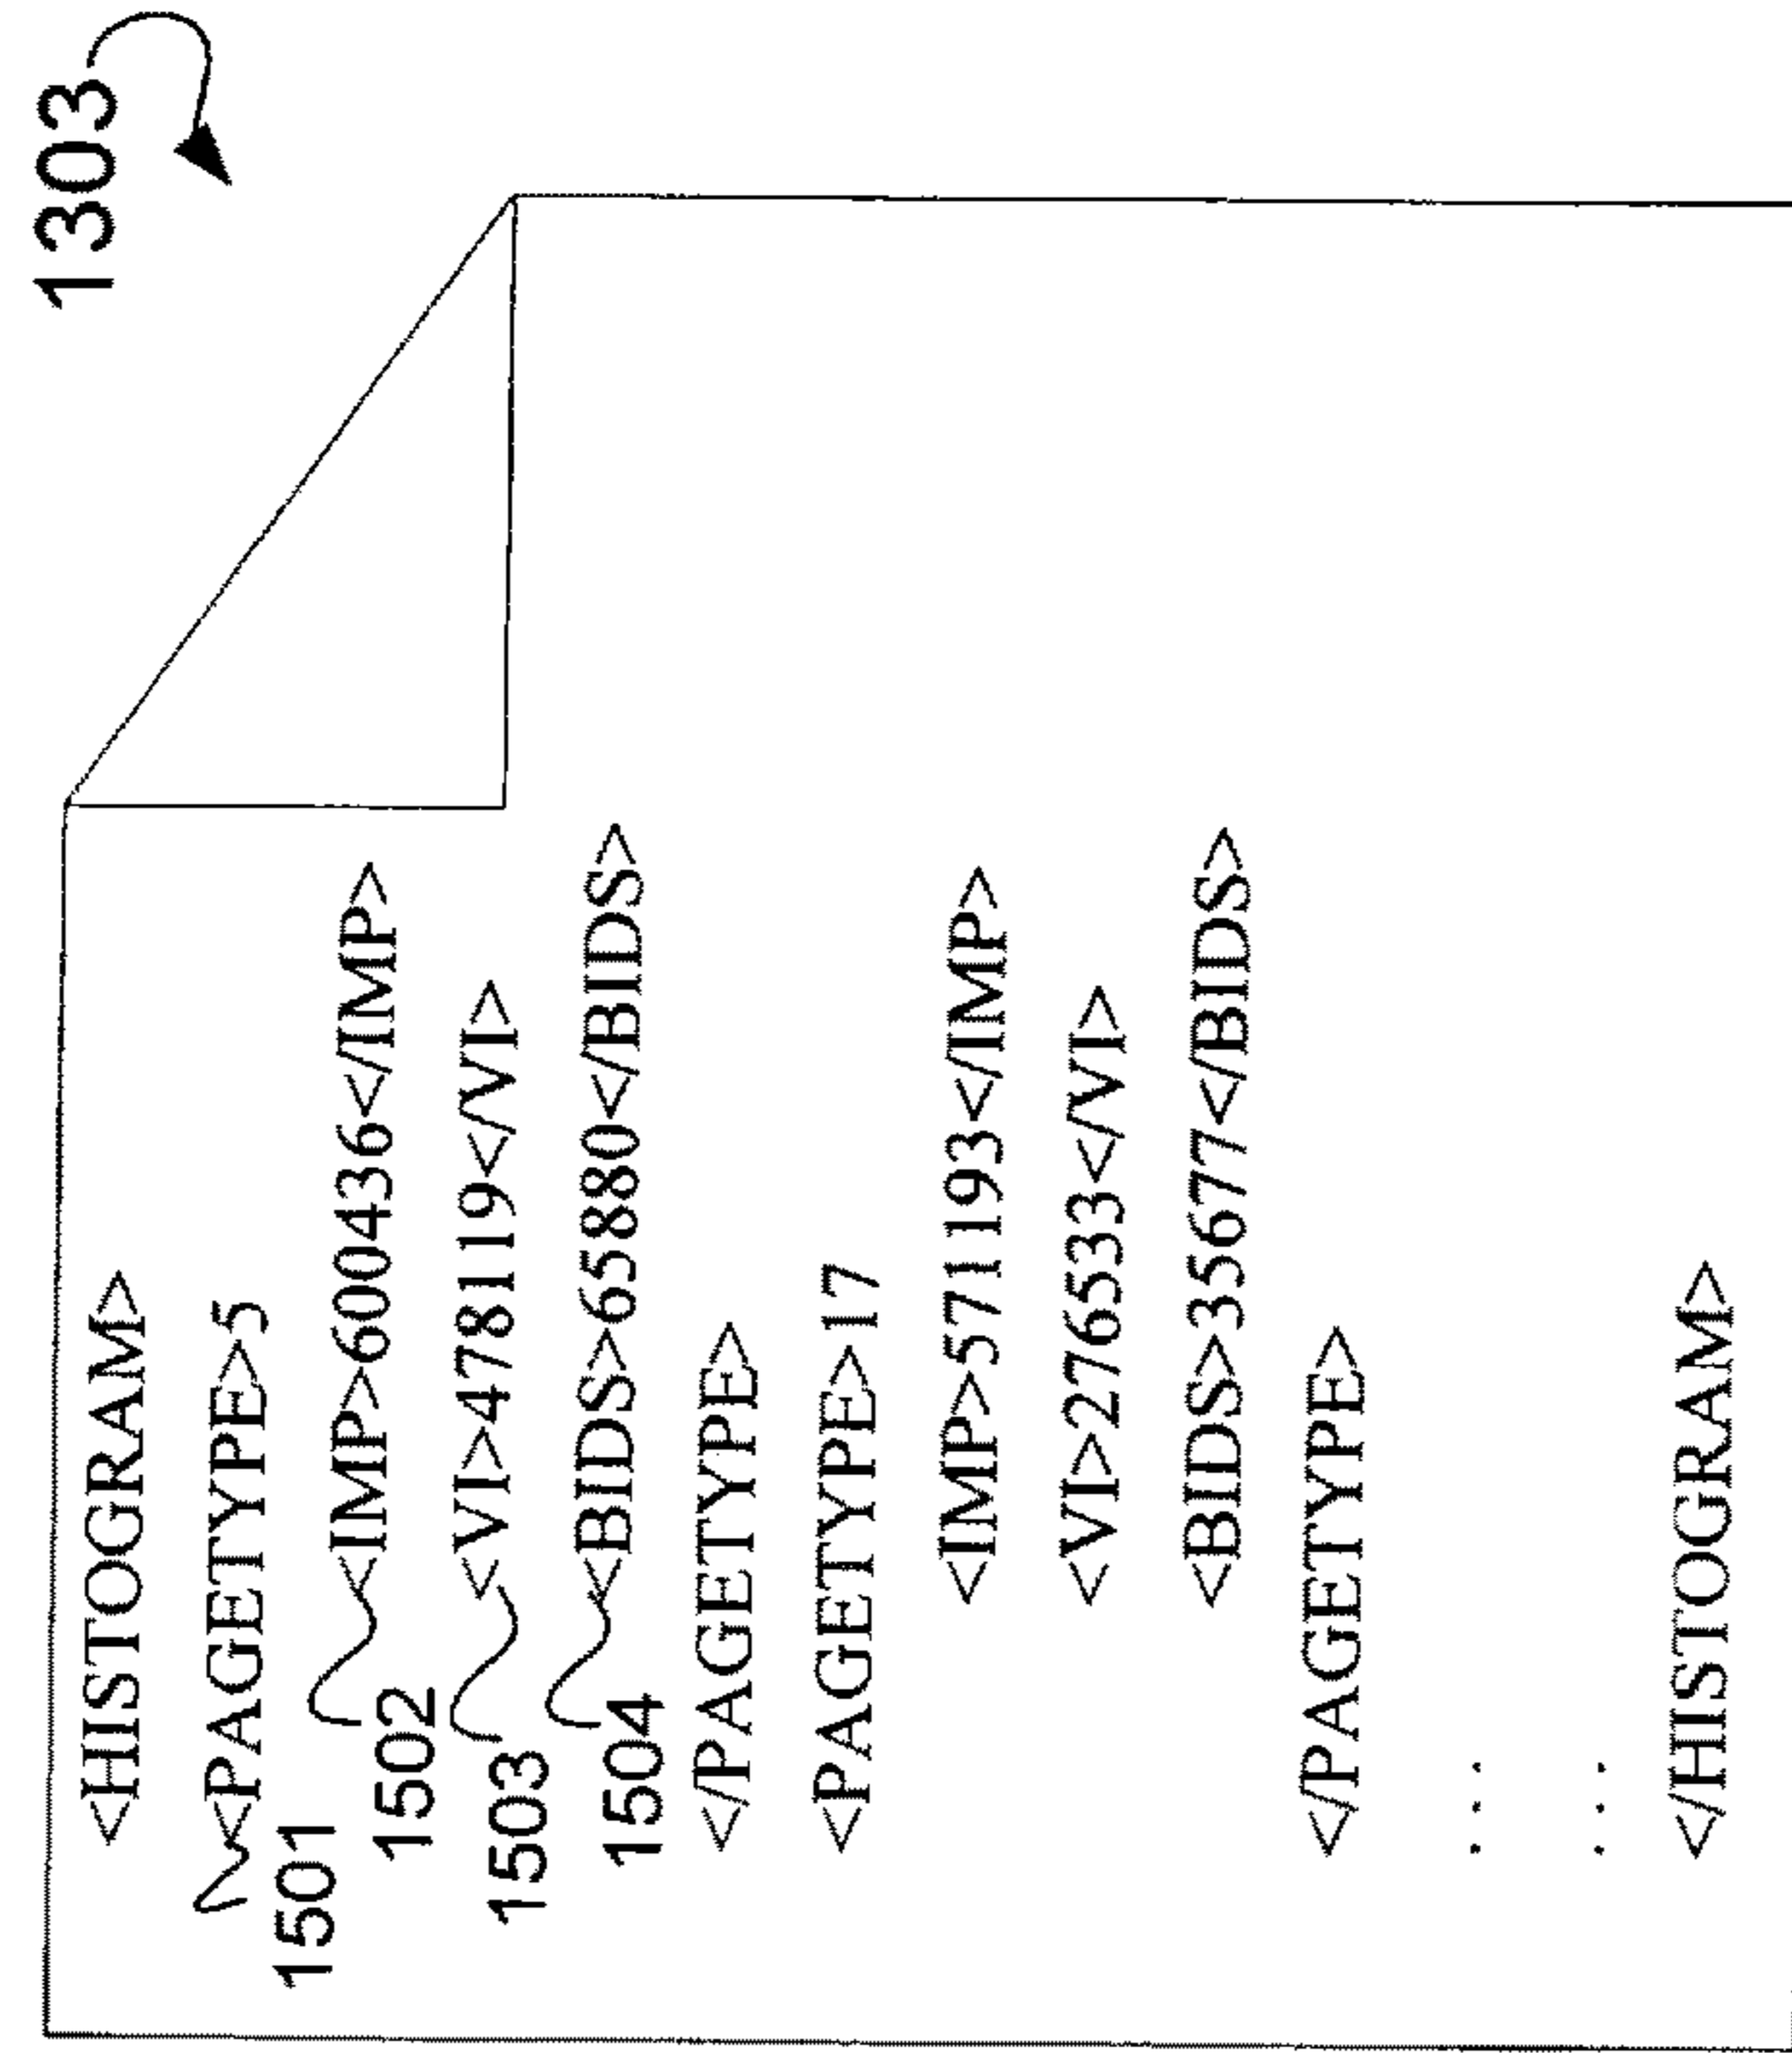 1303
<HISTOGRAM>
<PAGETYPE>5
1501
<IMP>600436</IMP>
1502
<VI>478119</VI>
1503
<BIDS>65880</BIDS>
1504
</PAGETYPE>
<PAGETYPE>17
<IMP>571193</IMP>
<VI>276533</VI>
<BIDS>35677</BIDS>
</PAGETYPE>
. . .
. . .
</HISTOGRAM>